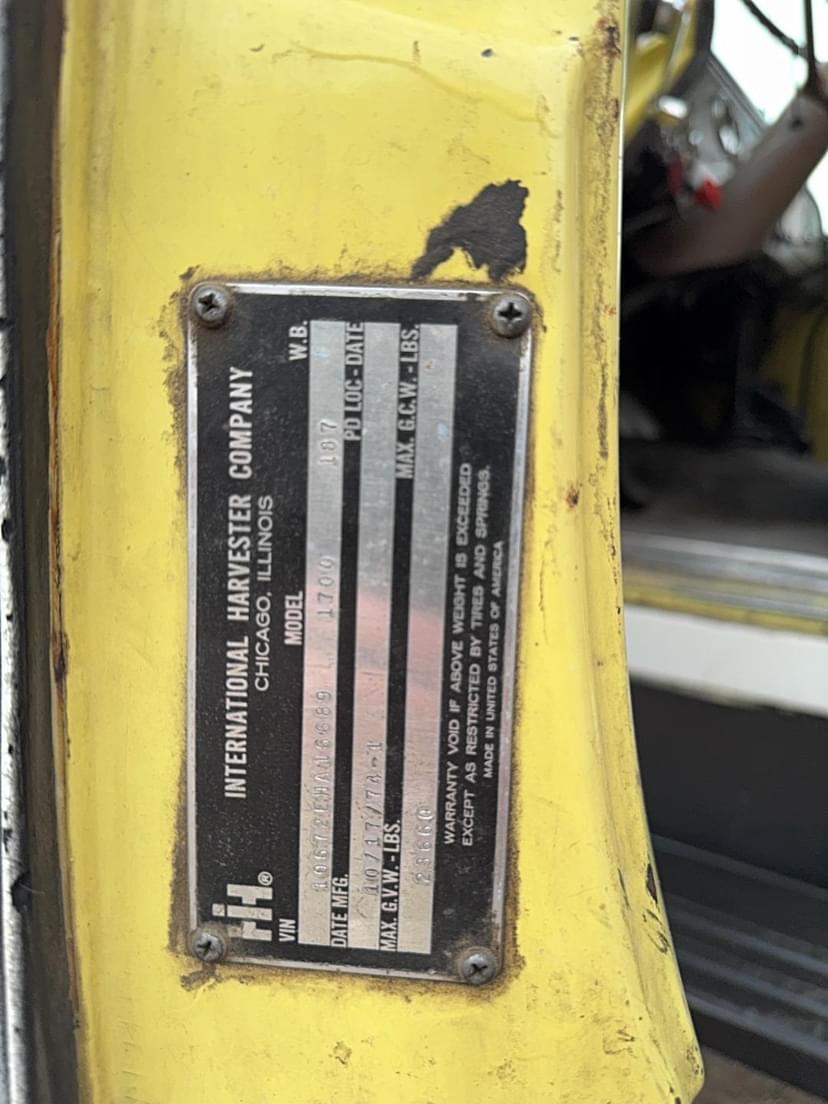 IH®
INTERNATIONAL HARVESTER COMPANY
CHICAGO, ILLINOIS
VIN MODEL W.B.
1700 187
DATE MFG. PD LOC-DATE
10/17/74-1
MAX. G.V.W.-LBS. MAX. G.C.W.-LBS.
23660
WARRANTY VOID IF ABOVE WEIGHT IS EXCEEDED
EXCEPT AS RESTRICTED BY TIRES AND SPRINGS.
MADE IN UNITED STATES OF AMERICA